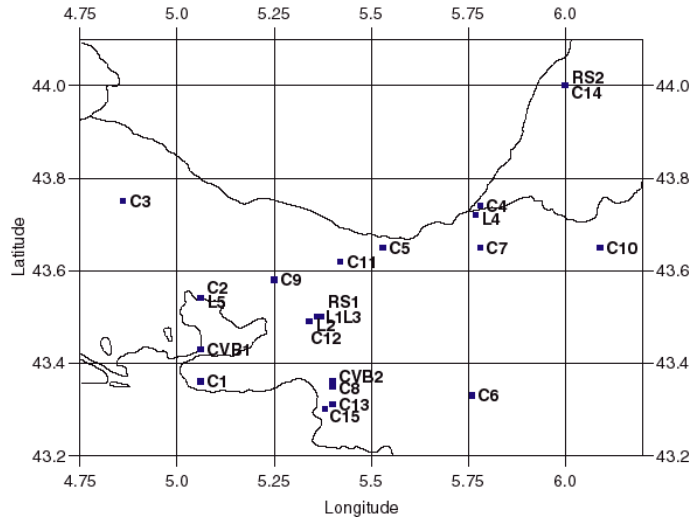 4.75 5.0 5.25 5.5 5.75 6.0
RS2
44.0 44.0
C14
43.8 43.8
C3
C4
L4
C5 C7 C10
C11
43.6 43.6
C9
C2
L5
RS1
L1L3
L2
C12
CVB1
43.4 43.4
C1
CVB2
C8
C6
C13
C15
43.2 43.2
4.75 5.0 5.25 5.5 5.75 6.0
Longitude
Latitude